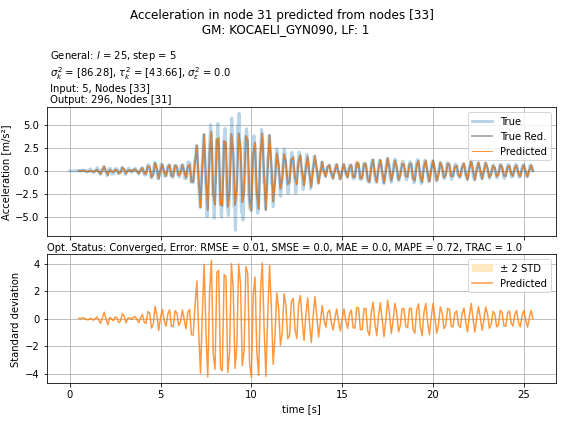 Acceleration in node 31 predicted from nodes [33]
GM: KOCAELI_GYN090, LF: 1
General: l = 25, step = 5
σ²ₖ = [86.28], τ²ₖ = [43.66], σ²ε = 0.0
Input: 5, Nodes [33]
Output: 296, Nodes [31]
Acceleration [m/s²]
5.0
2.5
0.0
−2.5
−5.0
True
True Red.
Predicted
Opt. Status: Converged, Error: RMSE = 0.01, SMSE = 0.0, MAE = 0.0, MAPE = 0.72, TRAC = 1.0
Standard deviation
4
2
0
−2
−4
± 2 STD
Predicted
0 5 10 15 20 25
time [s]